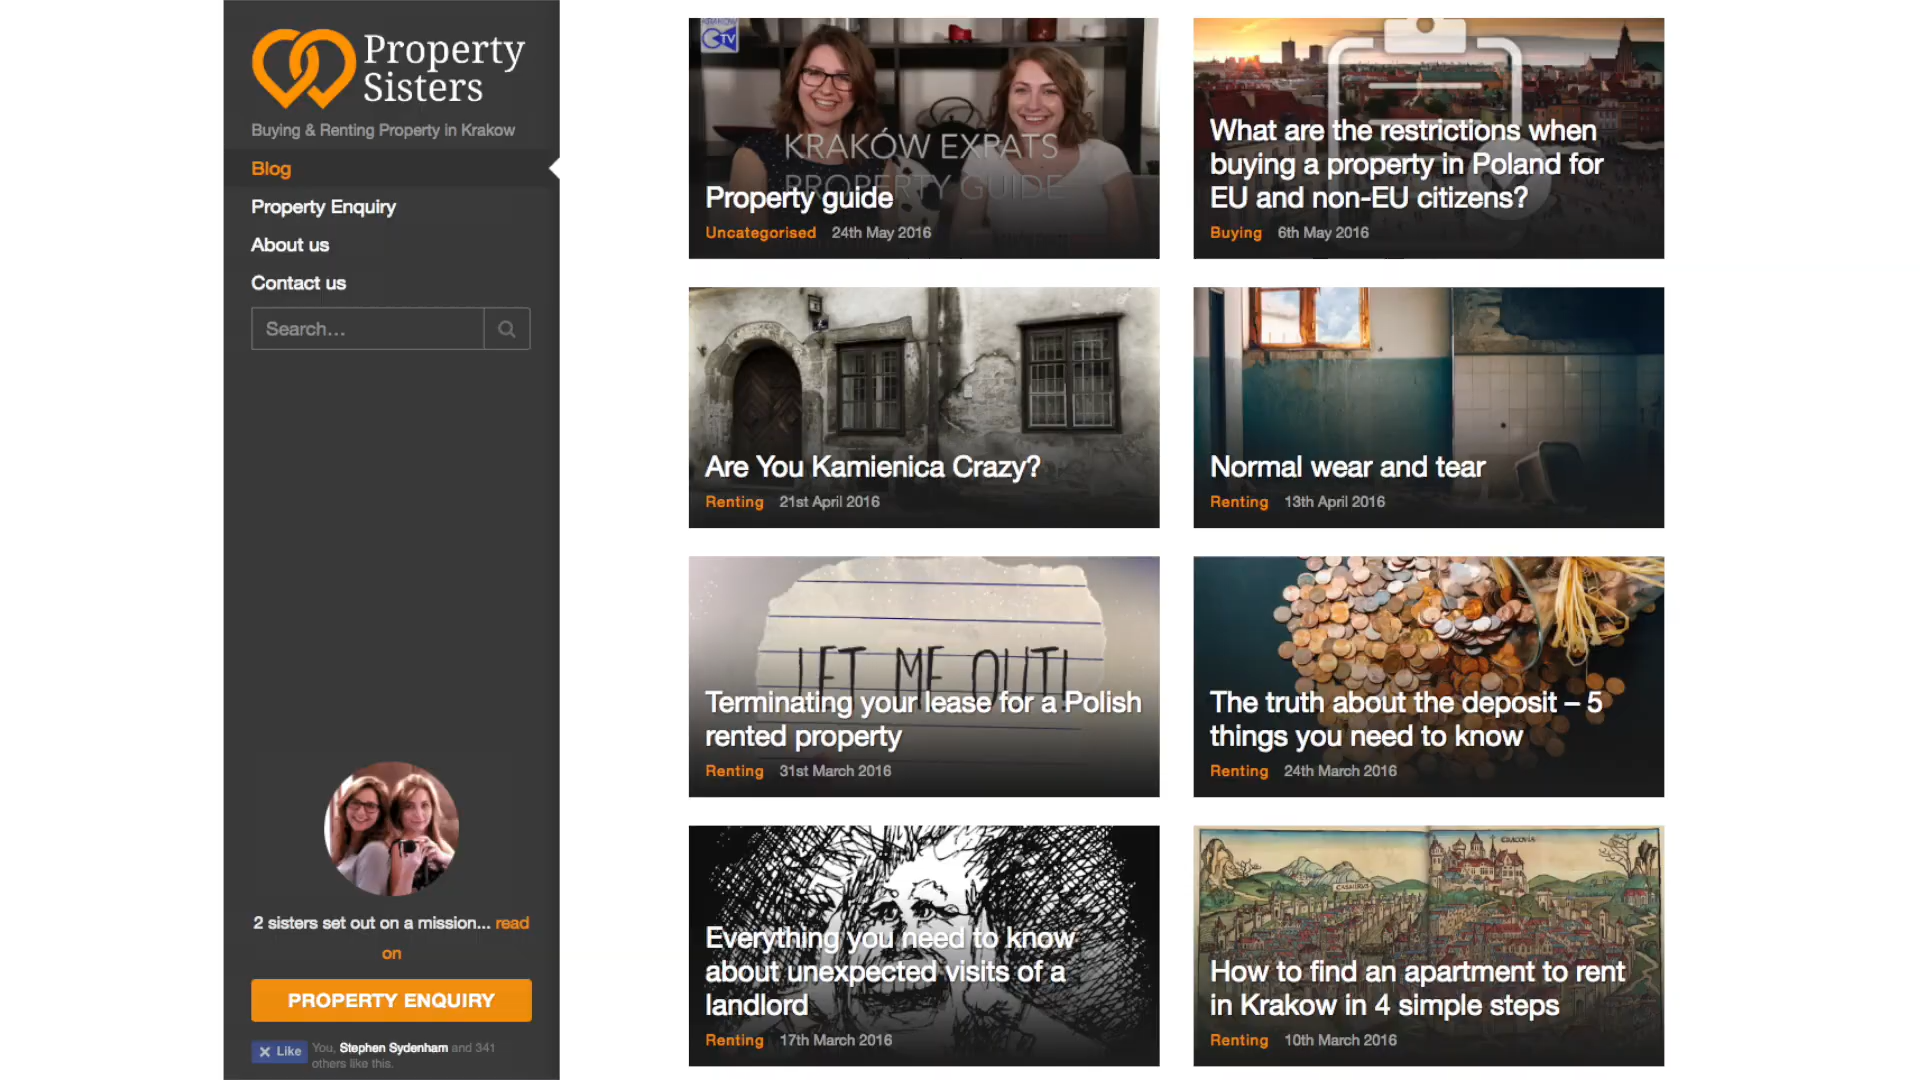 Property
Sisters
Buying & Renting Property in Krakow
Blog
Property Enquiry
About us
Contact us
Search...
2 sisters set out on a mission... read
on
PROPERTY ENQUIRY
Like
You, Stephen Sydenham and 341
others like this.
KRAKOW
TV
KRAKÓW EXPATS
PROPERTY GUIDE
Property guide
Uncategorised 24th May 2016
What are the restrictions when
buying a property in Poland for
EU and non-EU citizens?
Buying 6th May 2016
Are You Kamienica Crazy?
Renting 21st April 2016
Normal wear and tear
Renting 13th April 2016
LET ME OUT!
Terminating your lease for a Polish
rented property
Renting 31st March 2016
The truth about the deposit – 5
things you need to know
Renting 24th March 2016
Everything you need to know
about unexpected visits of a
landlord
Renting 17th March 2016
CRACOVIA
How to find an apartment to rent
in Krakow in 4 simple steps
Renting 10th March 2016